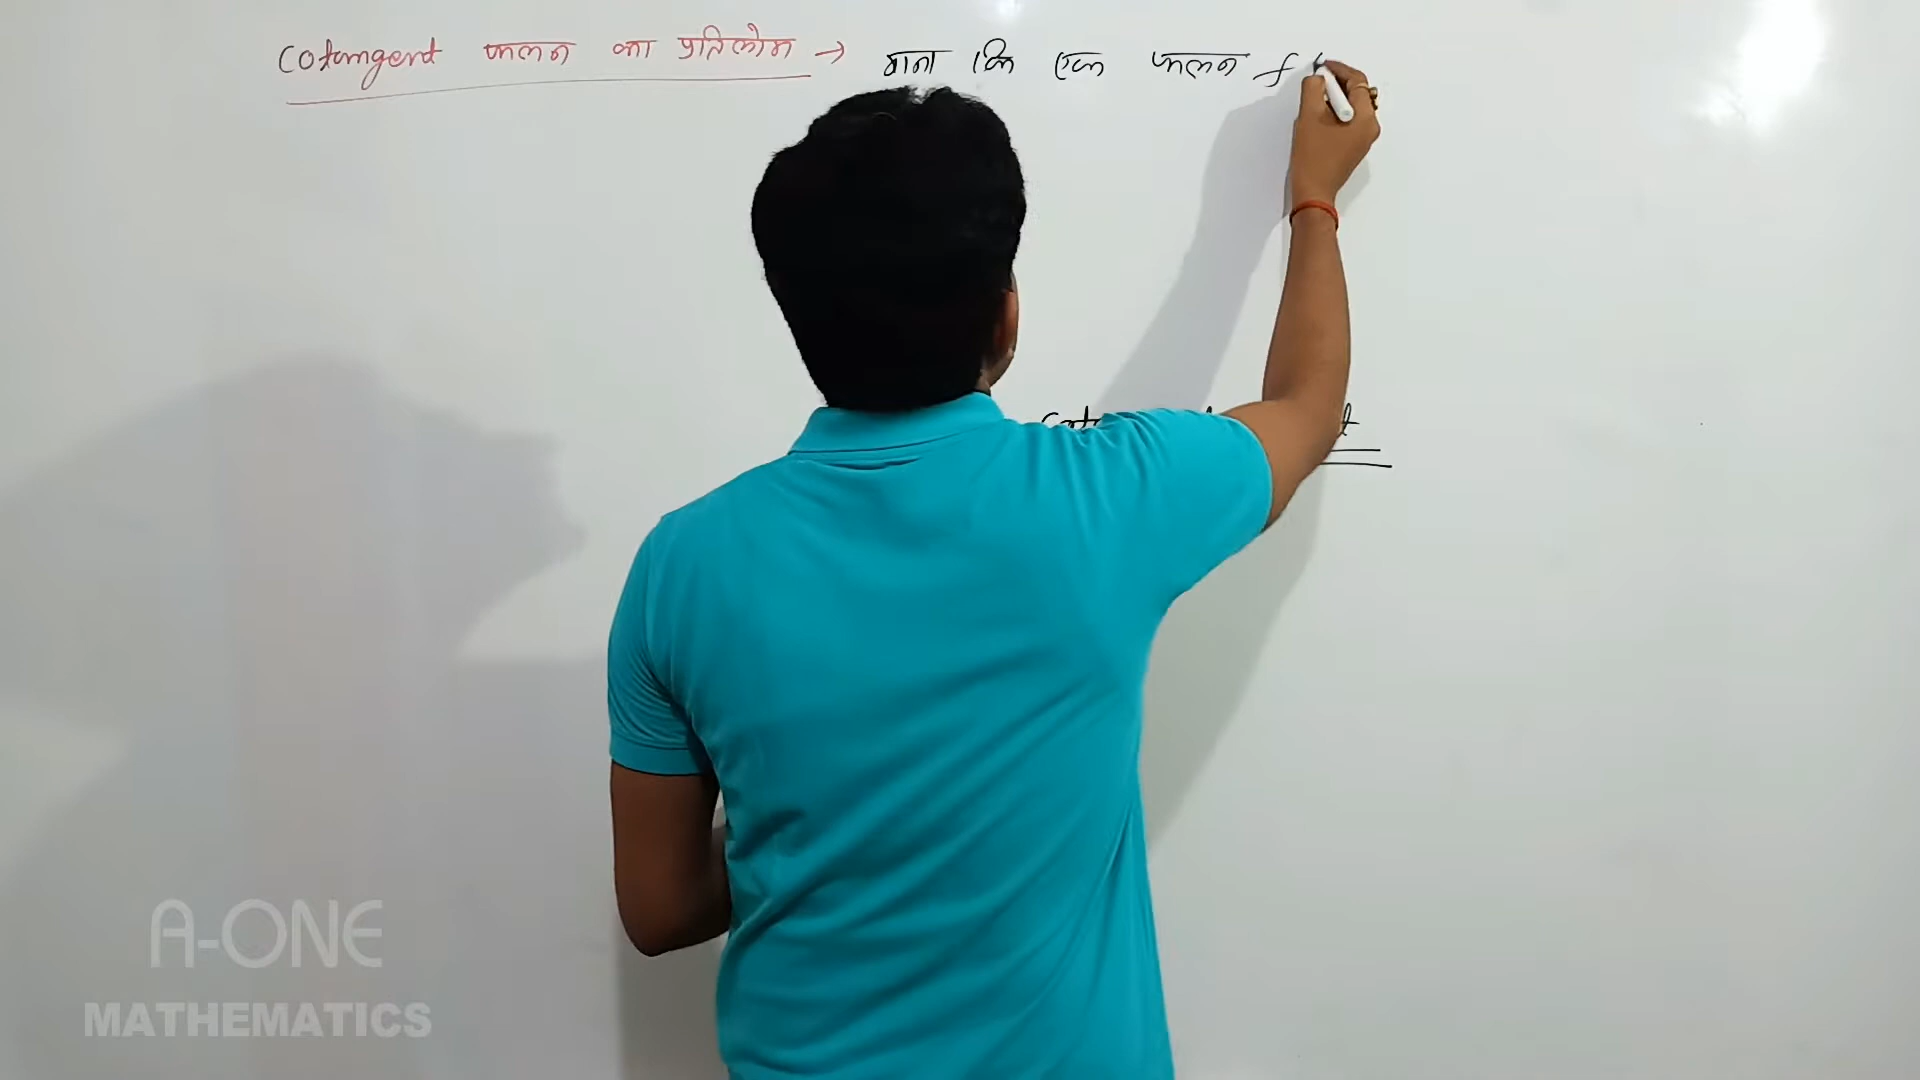 Cotangent फलन का प्रतिलोम → माना कि एक फलन f
A-ONE
MATHEMATICS